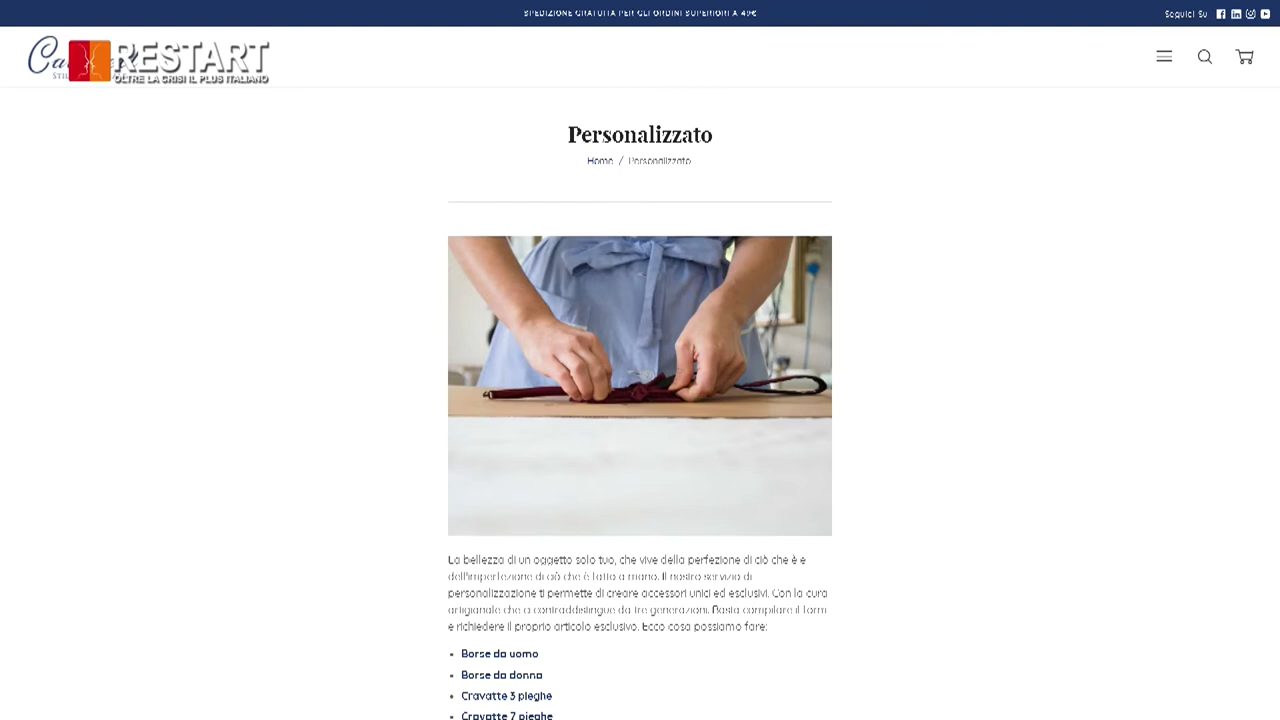 SPEDIZIONE GRATUITA PER GLI ORDINI SUPERIORI A 49€
Seguici Su
RESTART
OLTRE LA CRISI IL PLUS ITALIANO
Personalizzato
Home / Personalizzato
La bellezza di un oggetto solo tuo, che vive della perfezione di ciò che è e
dell'imperfezione di ciò che è fatto a mano. Il nostro servizio di
personalizzazione ti permette di creare accessori unici ed esclusivi. Con la cura
artigianale che ci contraddistingue da tre generazioni. Basta compilare il form
e richiedere il proprio articolo esclusivo. Ecco cosa possiamo fare:
• Borse da uomo
• Borse da donna
• Cravatte 3 pieghe
• Cravatte 7 pieghe